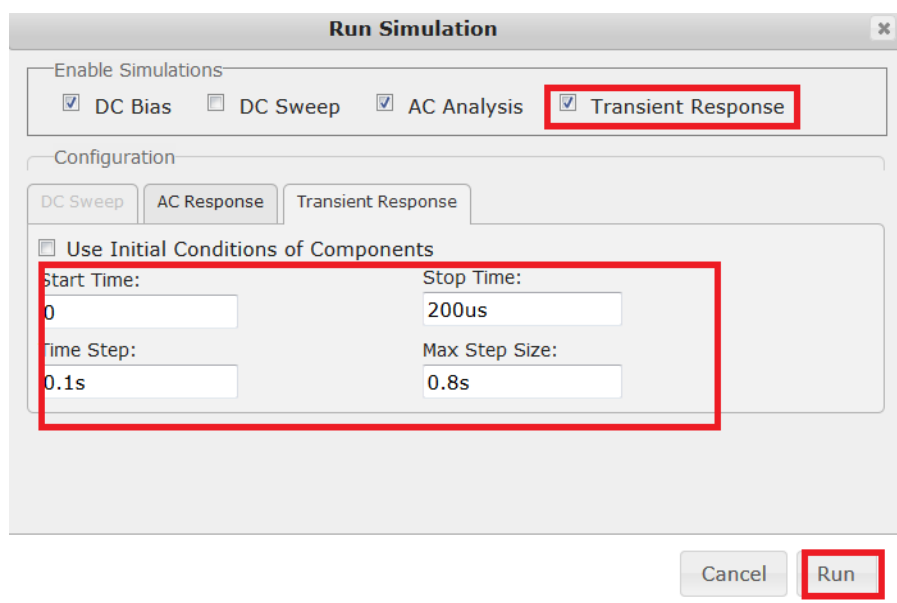 Run Simulation
Enable Simulations
DC Bias DC Sweep AC Analysis Transient Response
Configuration
DC Sweep AC Response Transient Response
Use Initial Conditions of Components
Start Time: Stop Time:
0 200us
Time Step: Max Step Size:
0.1s 0.8s
Cancel Run